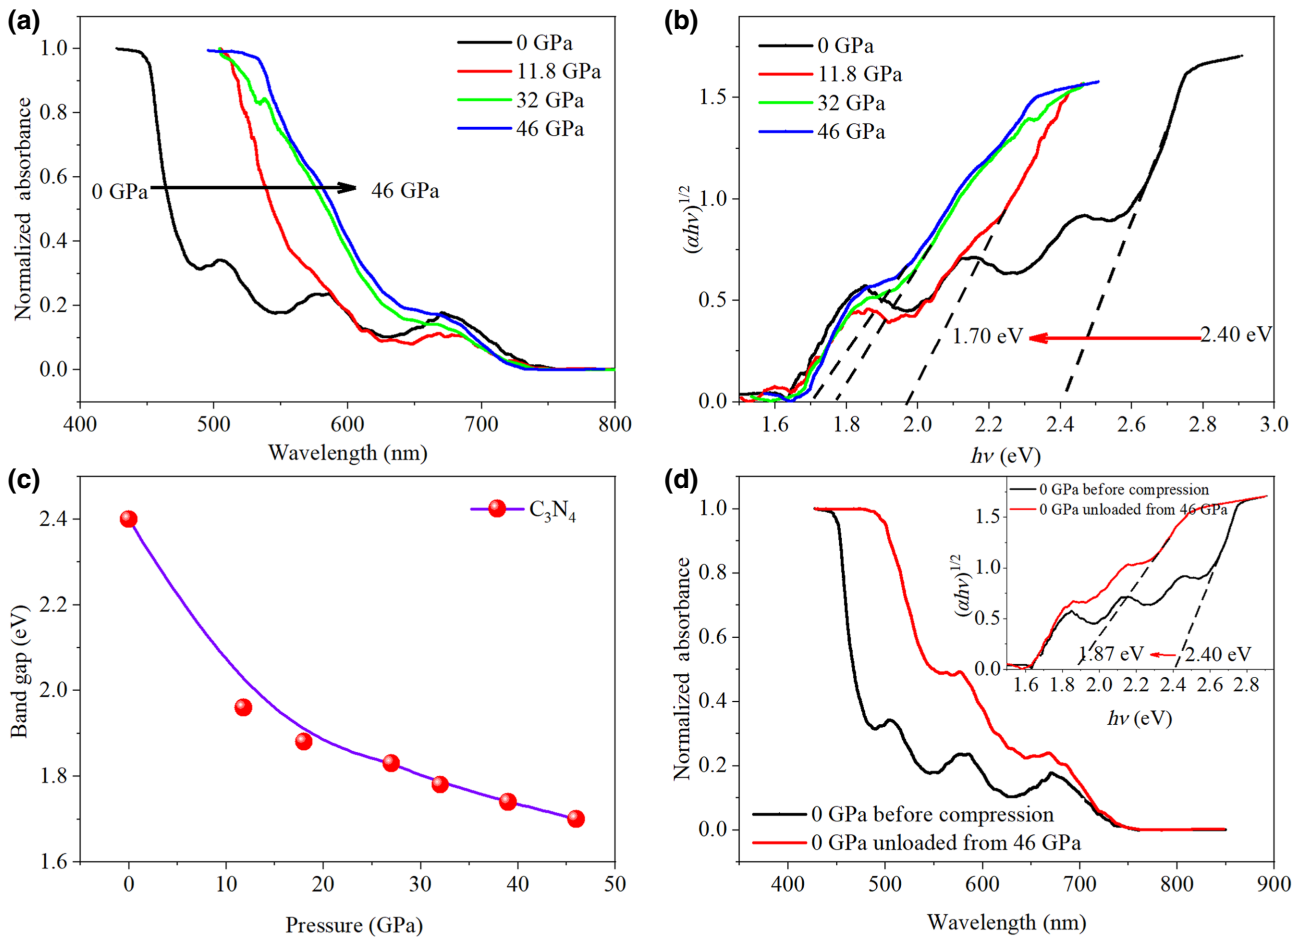 (a)
0 GPa
11.8 GPa
32 GPa
46 GPa
0 GPa
46 GPa
Normalized absorbance
1.0
0.8
0.6
0.4
0.2
0.0
400
500
600
700
800
Wavelength (nm)
(b)
0 GPa
11.8 GPa
32 GPa
46 GPa
1.70 eV
2.40 eV
(αhν)1/2
1.5
1.0
0.5
0.0
1.6
1.8
2.0
2.2
2.4
2.6
2.8
3.0
hν (eV)
(c)
C3N4
Band gap (eV)
2.4
2.2
2.0
1.8
1.6
0
10
20
30
40
50
Pressure (GPa)
(d)
0 GPa before compression
0 GPa unloaded from 46 GPa
(αhν)1/2
1.5
1.0
0.5
0.0
1.87 eV
2.40 eV
1.6
1.8
2.0
2.2
2.4
2.6
2.8
hν (eV)
Normalized absorbance
1.0
0.8
0.6
0.4
0.2
0.0
0 GPa before compression
0 GPa unloaded from 46 GPa
400
500
600
700
800
900
Wavelength (nm)